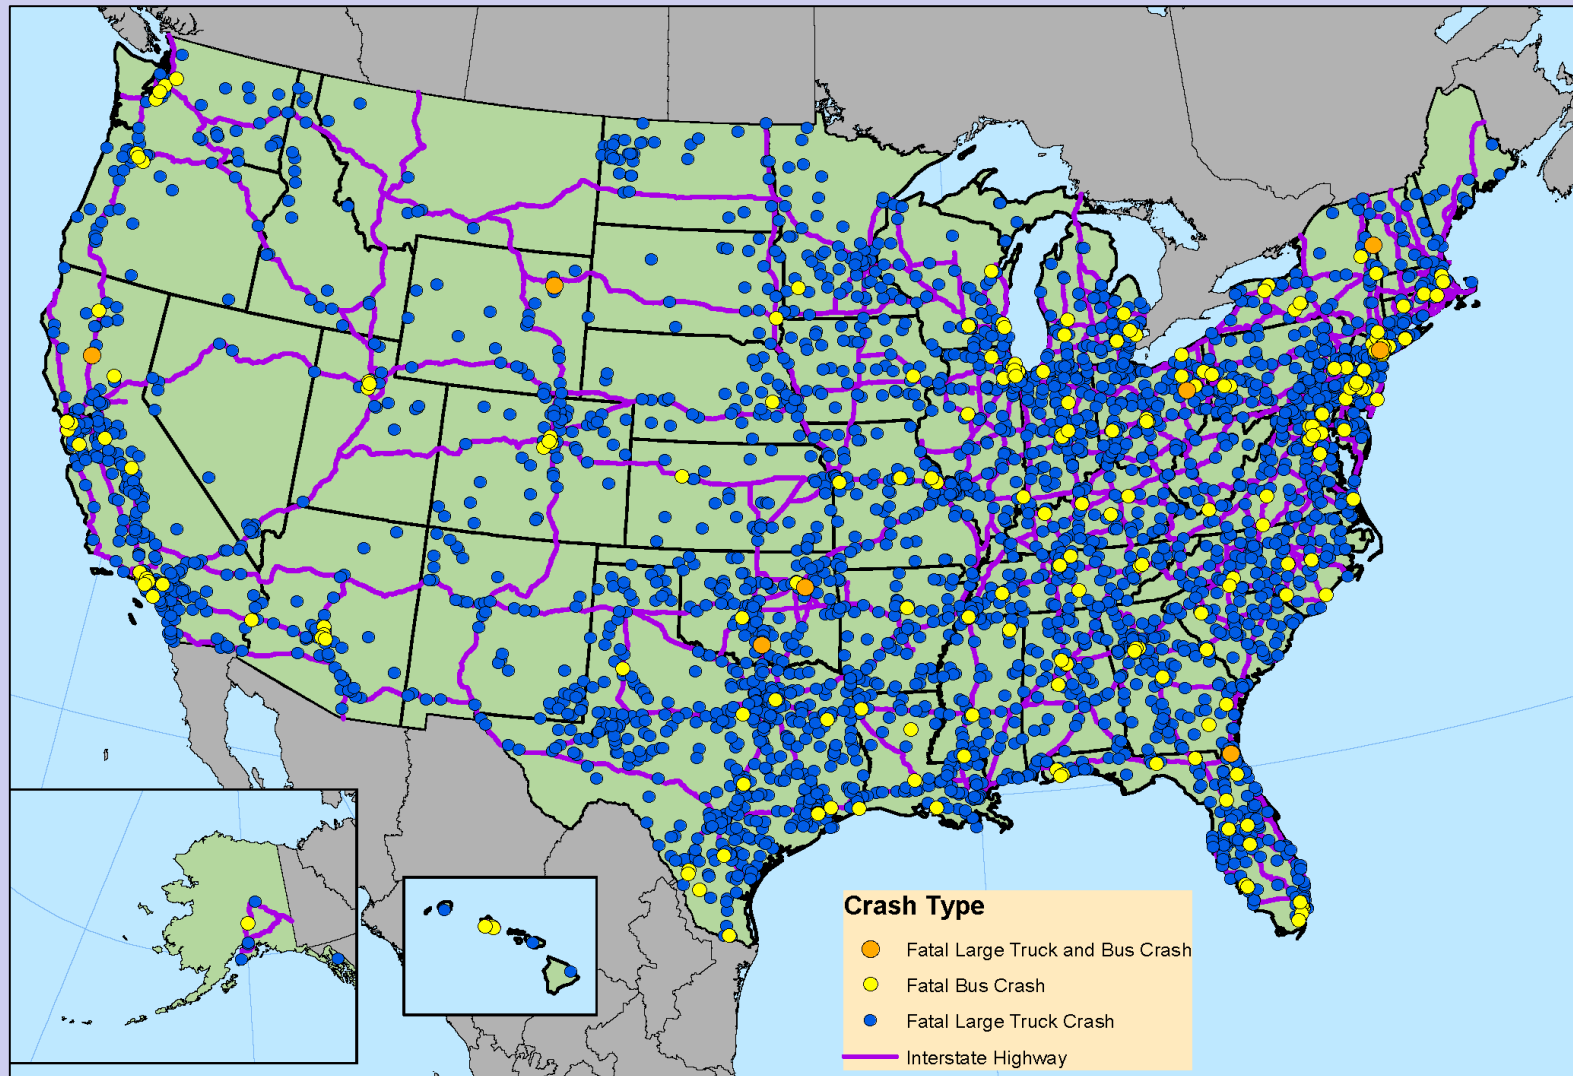 Crash Type
Fatal Large Truck and Bus Crash
Fatal Bus Crash
Fatal Large Truck Crash
Interstate Highway